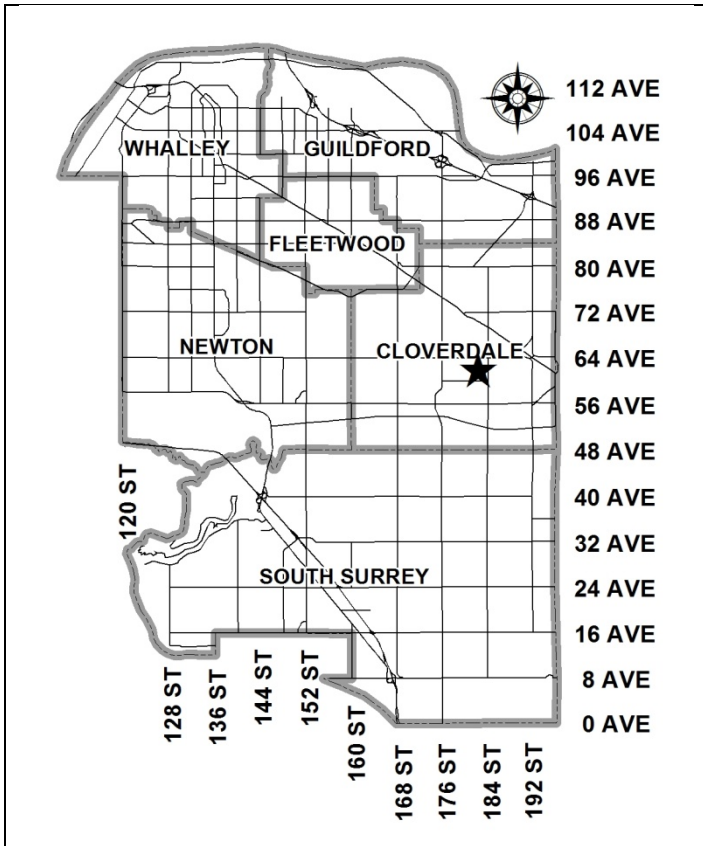 112 AVE
104 AVE
WHALLEY
GUILDFORD
96 AVE
88 AVE
FLEETWOOD
80 AVE
72 AVE
NEWTON
CLOVERDALE
64 AVE
56 AVE
48 AVE
120 ST
40 AVE
32 AVE
SOUTH SURREY
24 AVE
16 AVE
8 AVE
0 AVE
128 ST
136 ST
144 ST
152 ST
160 ST
168 ST
176 ST
184 ST
192 ST